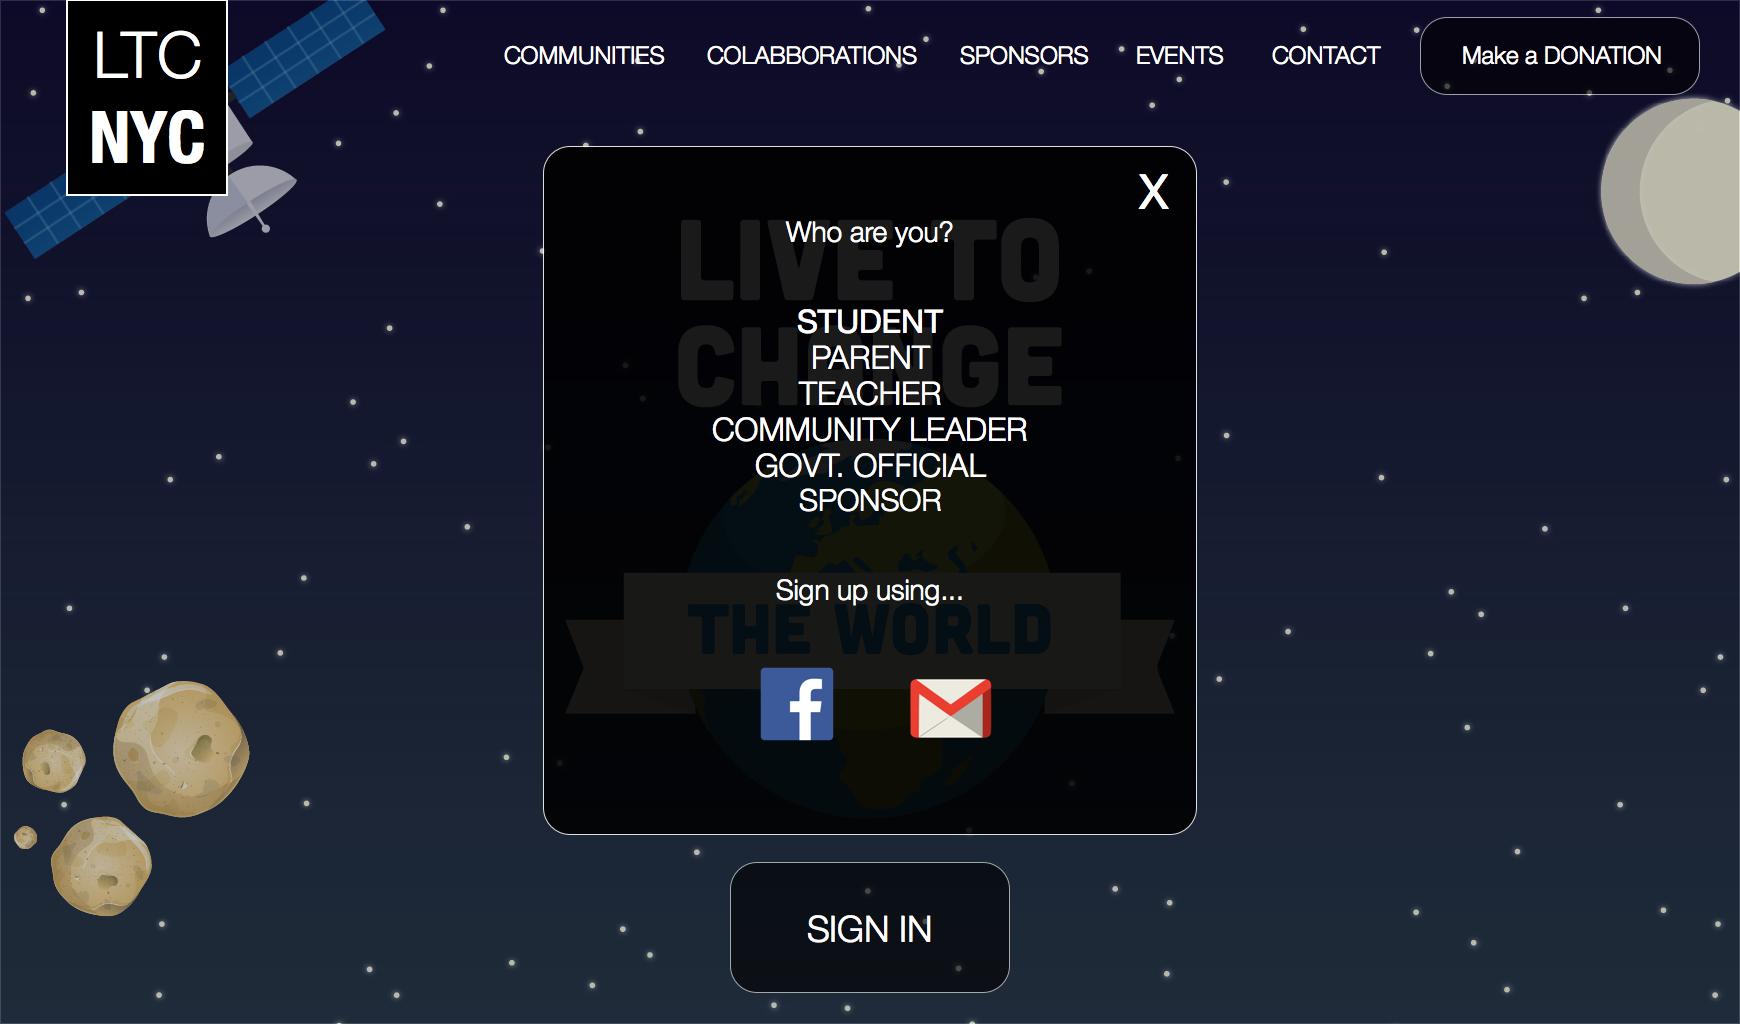 LTC
NYC
COMMUNITIES COLABBORATIONS SPONSORS EVENTS CONTACT Make a DONATION
X
Who are you?
LIVE TO
CHANGE
STUDENT
PARENT
TEACHER
COMMUNITY LEADER
GOVT. OFFICIAL
SPONSOR
Sign up using...
THE WORLD
f
SIGN IN